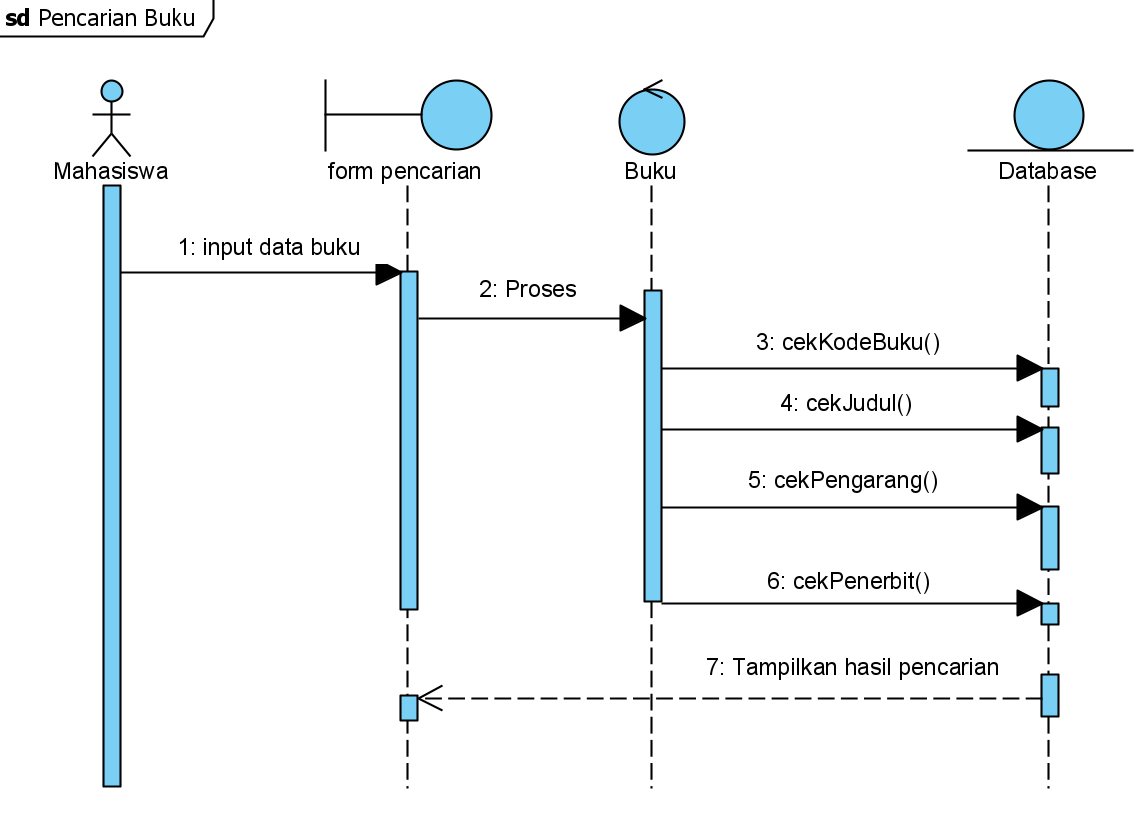 sd Pencarian Buku
Mahasiswa
form pencarian
Buku
Database
1: input data buku
2: Proses
3: cekKodeBuku()
4: cekJudul()
5: cekPengarang()
6: cekPenerbit()
7: Tampilkan hasil pencarian